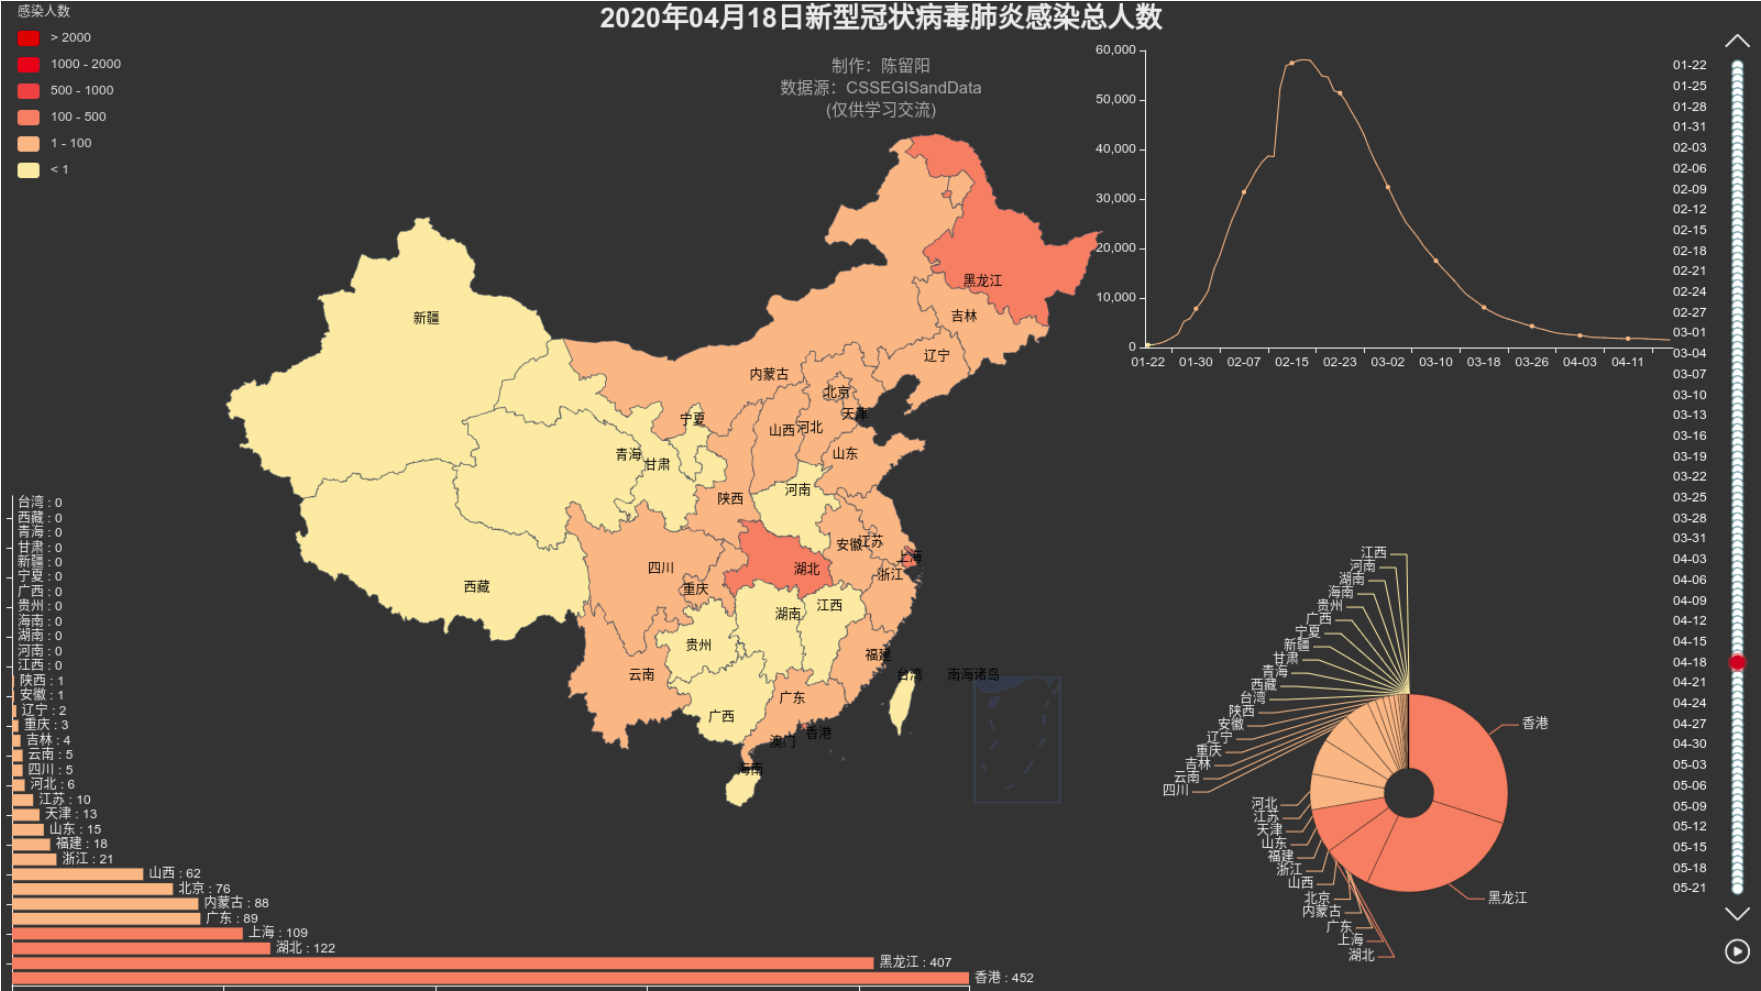 2020年04月18日新型冠状病毒肺炎感染总人数
制作：陈留阳
数据源：CSSEGISandData
(仅供学习交流)
感染人数
> 2000
1000 - 2000
500 - 1000
100 - 500
1 - 100
< 1
黑龙江
吉林
辽宁
新疆
内蒙古
北京
天津
宁夏
山西
河北
山东
青海
甘肃
陕西
河南
安徽
江苏
上海
四川
湖北
浙江
西藏
重庆
湖南
江西
贵州
福建
云南
台湾
南海诸岛
广东
广西
香港
澳门
海南
60,000
50,000
40,000
30,000
20,000
10,000
0
01-22
01-30
02-07
02-15
02-23
03-02
03-10
03-18
03-26
04-03
04-11
01-22
01-25
01-28
01-31
02-03
02-06
02-09
02-12
02-15
02-18
02-21
02-24
02-27
03-01
03-04
03-07
03-10
03-13
03-16
03-19
03-22
03-25
03-28
03-31
04-03
04-06
04-09
04-12
04-15
04-18
04-21
04-24
04-27
04-30
05-03
05-06
05-09
05-12
05-15
05-18
05-21
台湾 : 0
西藏 : 0
青海 : 0
甘肃 : 0
新疆 : 0
宁夏 : 0
广西 : 0
贵州 : 0
海南 : 0
湖南 : 0
河南 : 0
江西 : 0
陕西 : 1
安徽 : 1
辽宁 : 2
重庆 : 3
吉林 : 4
云南 : 5
四川 : 5
河北 : 6
江苏 : 10
天津 : 13
山东 : 15
福建 : 18
浙江 : 21
山西 : 62
北京 : 76
内蒙古 : 88
广东 : 89
上海 : 109
湖北 : 122
黑龙江 : 407
香港 : 452
江西
河南
湖南
海南
贵州
广西
宁夏
新疆
甘肃
青海
西藏
台湾
陕西
安徽
辽宁
重庆
吉林
云南
四川
河北
江苏
天津
山东
福建
浙江
山西
北京
内蒙古
广东
上海
湖北
香港
黑龙江